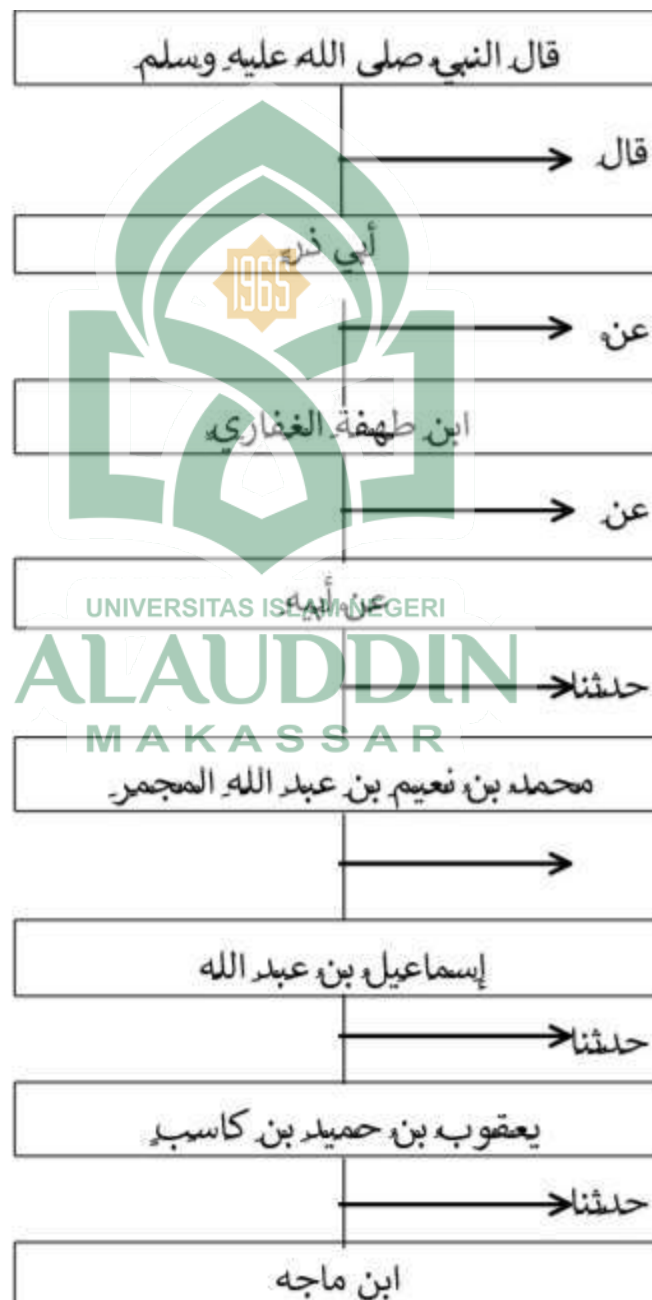 قال النبي صلى الله عليه وسلم
قال
أبي ذر
عن
ابن طهفة الغفاري
عن
عن أبيه
حدثنا
محمد بن نعيم بن عبد الله المجمر
إسماعيل بن عبد الله
حدثنا
يعقوب بن حميد بن كاسب
حدثنا
ابن ماجه
1965
UNIVERSITAS ISLAM NEGERI
ALAUDDIN
MAKASSAR